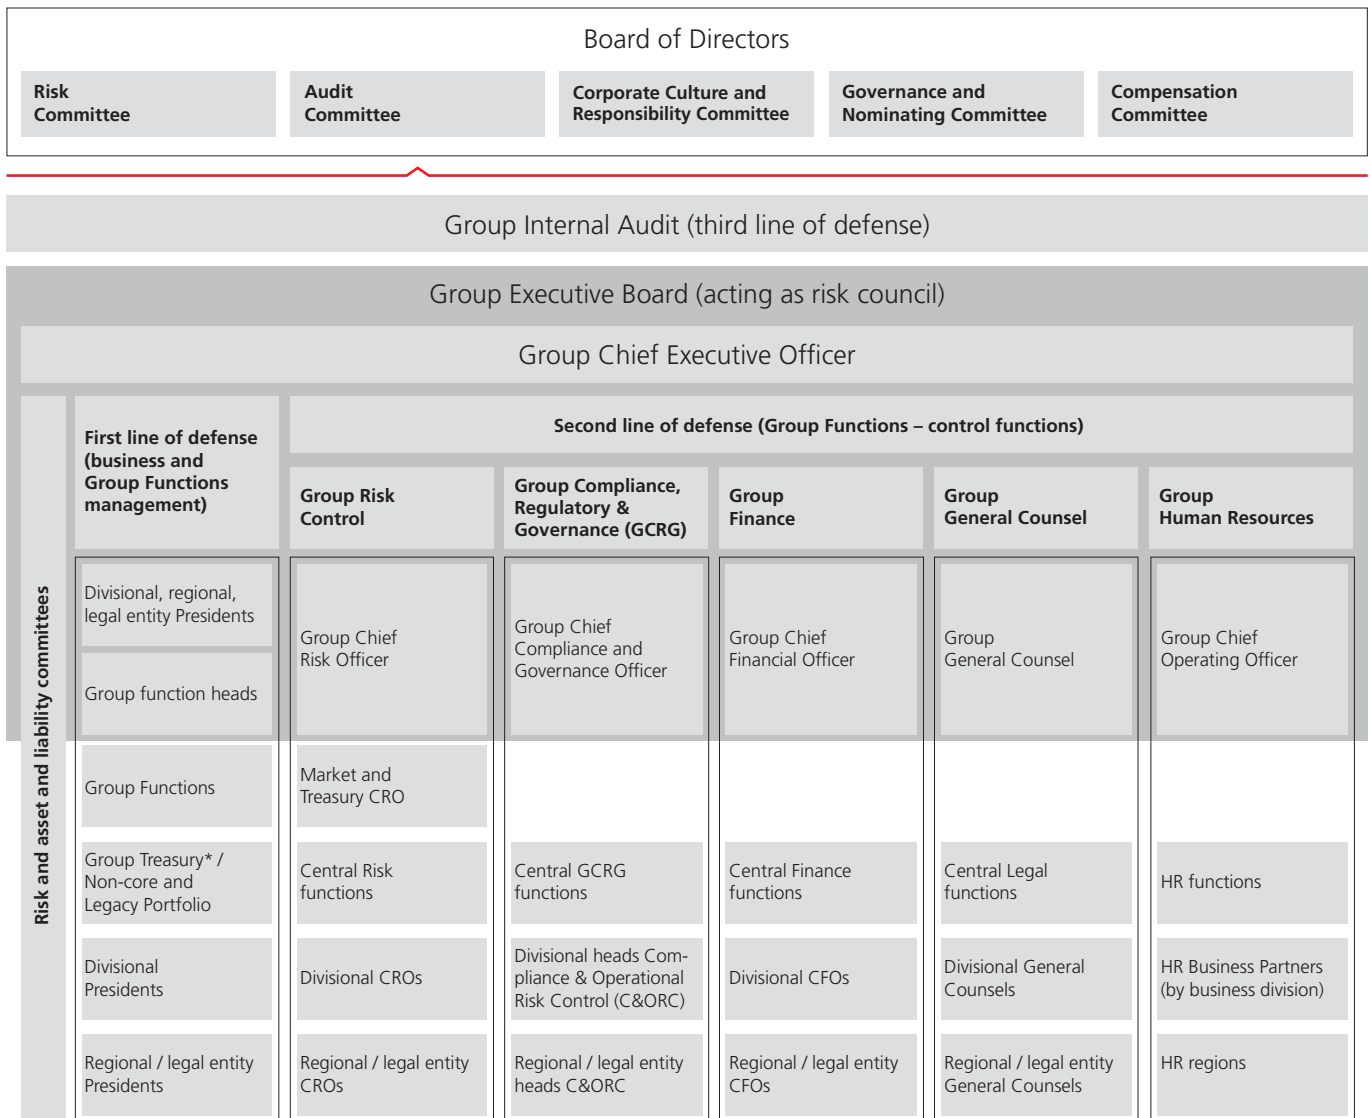 Board of Directors
Risk
Committee
Audit
Committee
Corporate Culture and
Responsibility Committee
Governance and
Nominating Committee
Compensation
Committee
Group Internal Audit (third line of defense)
Group Executive Board (acting as risk council)
Group Chief Executive Officer
Risk and asset and liability committees
First line of defense
(business and
Group Functions
management)
Second line of defense (Group Functions – control functions)
Group Risk
Control
Group Compliance,
Regulatory &
Governance (GCRG)
Group
Finance
Group
General Counsel
Group
Human Resources
Divisional, regional,
legal entity Presidents
Group function heads
Group Chief
Risk Officer
Group Chief
Compliance and
Governance Officer
Group Chief
Financial Officer
Group
General Counsel
Group Chief
Operating Officer
Group Functions
Market and
Treasury CRO
Group Treasury* /
Non-core and
Legacy Portfolio
Central Risk
functions
Central GCRG
functions
Central Finance
functions
Central Legal
functions
HR functions
Divisional
Presidents
Divisional CROs
Divisional heads Com-
pliance & Operational
Risk Control (C&ORC)
Divisional CFOs
Divisional General
Counsels
HR Business Partners
(by business division)
Regional / legal entity
Presidents
Regional / legal entity
CROs
Regional / legal entity
heads C&ORC
Regional / legal entity
CFOs
Regional / legal entity
General Counsels
HR regions